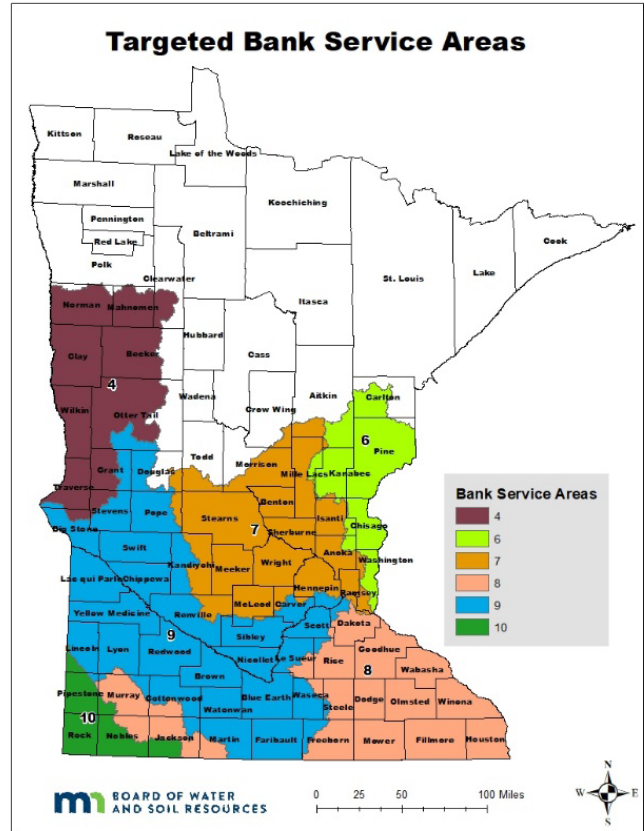 Targeted Bank Service Areas
Kittson
Roseau
Lake of the Woods
Marshall
Koochiching
Pennington
Beltrami
Red Lake
Cook
Polk
Clearwater
St. Louis
Lake
Itasca
Norman
Mahnomen
Hubbard
Cass
Clay
Becker
4
Wadena
Aitkin
Carlton
Wilkin
Otter Tail
Crow Wing
6
Pine
Todd
Morrison
Mille Lacs
Kanabec
Grant
Douglas
Traverse
Benton
Stevens
Pope
Stearns
Isanti
Chisago
Big Stone
7
Sherburne
Swift
Anoka
Washington
Kandiyohi
Meeker
Wright
Lac qui Parle
Chippewa
Hennepin
Ramsey
McLeod
Carver
Yellow Medicine
Renville
Scott
Dakota
9
Sibley
Goodhue
Lincoln
Lyon
Redwood
Nicollet
Le Sueur
Rice
Wabasha
8
Brown
Pipestone
Murray
Cottonwood
Blue Earth
Waseca
Steele
Dodge
Olmsted
Winona
Watonwan
10
Rock
Nobles
Jackson
Martin
Faribault
Freeborn
Mower
Fillmore
Houston
Bank Service Areas
4
6
7
8
9
10
mn BOARD OF WATER
AND SOIL RESOURCES
0 25 50 100 Miles
N
W E
S